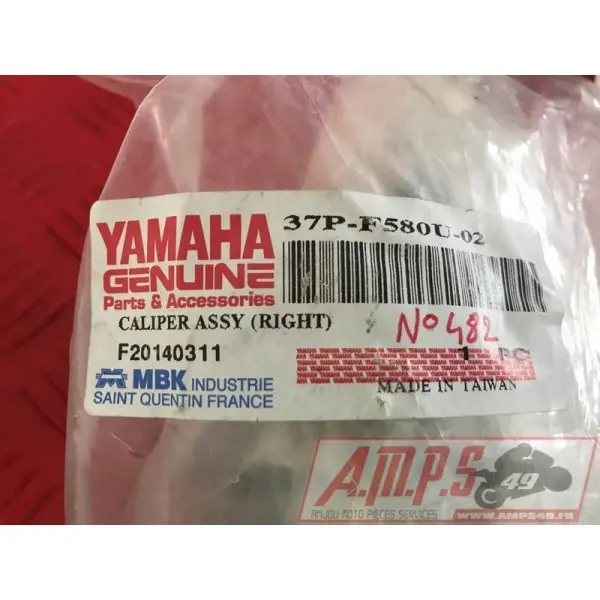 YAMAHA
GENUINE
Parts & Accessories
37P-F580U-02
CALIPER ASSY (RIGHT)
N° 482
F20140311
1 PC
MBK INDUSTRIE
SAINT QUENTIN FRANCE
MADE IN TAIWAN
A.M.P.S
49
ANJOU MOTO PIECES SERVICES
WWW.AMPS49.FR